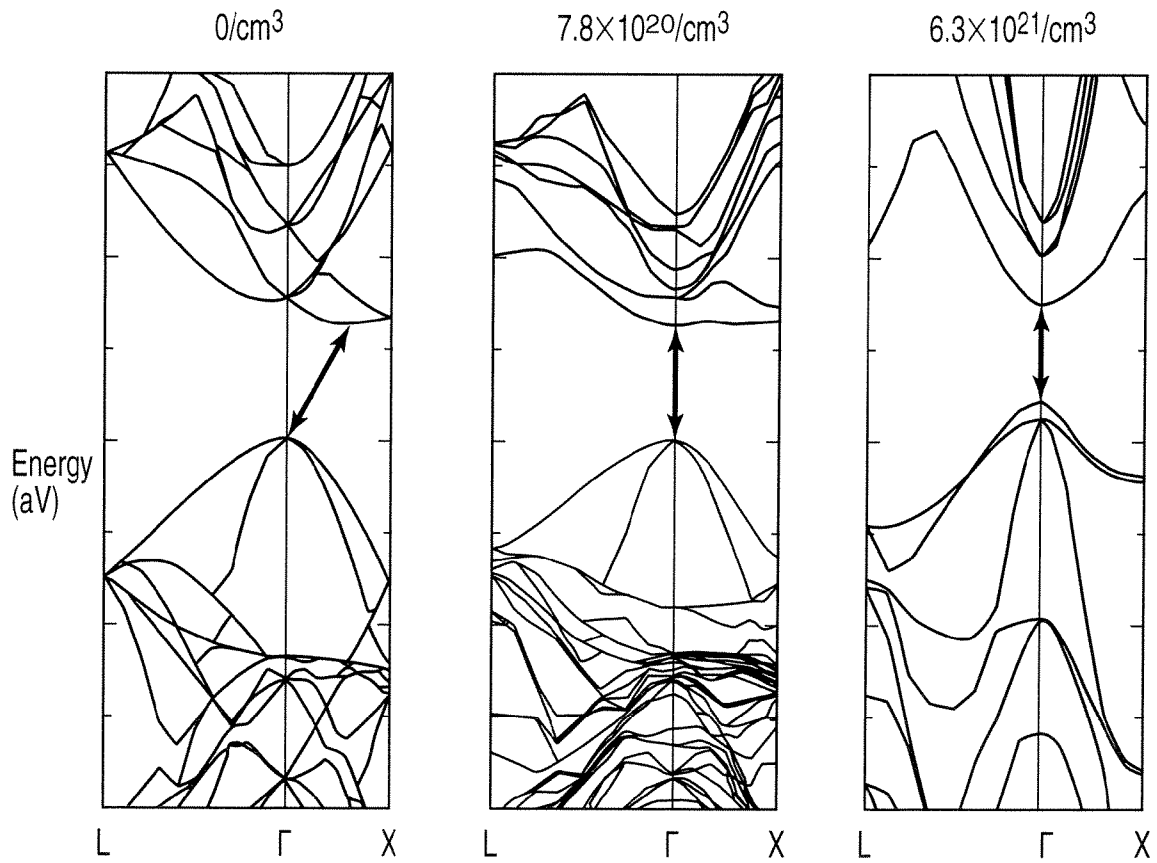 0/cm³
7.8×10²⁰/cm³
6.3×10²¹/cm³
Energy
(aV)
L Γ X
L Γ X
L Γ X